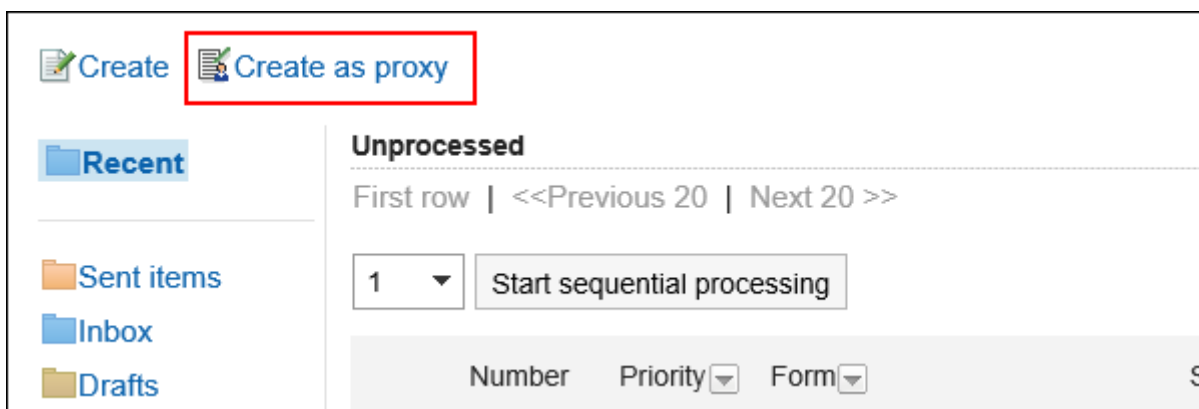 Create Create as proxy
Recent
Unprocessed
First row | <<Previous 20 | Next 20 >>
1 Start sequential processing
Sent items
Inbox
Drafts
Number Priority Form